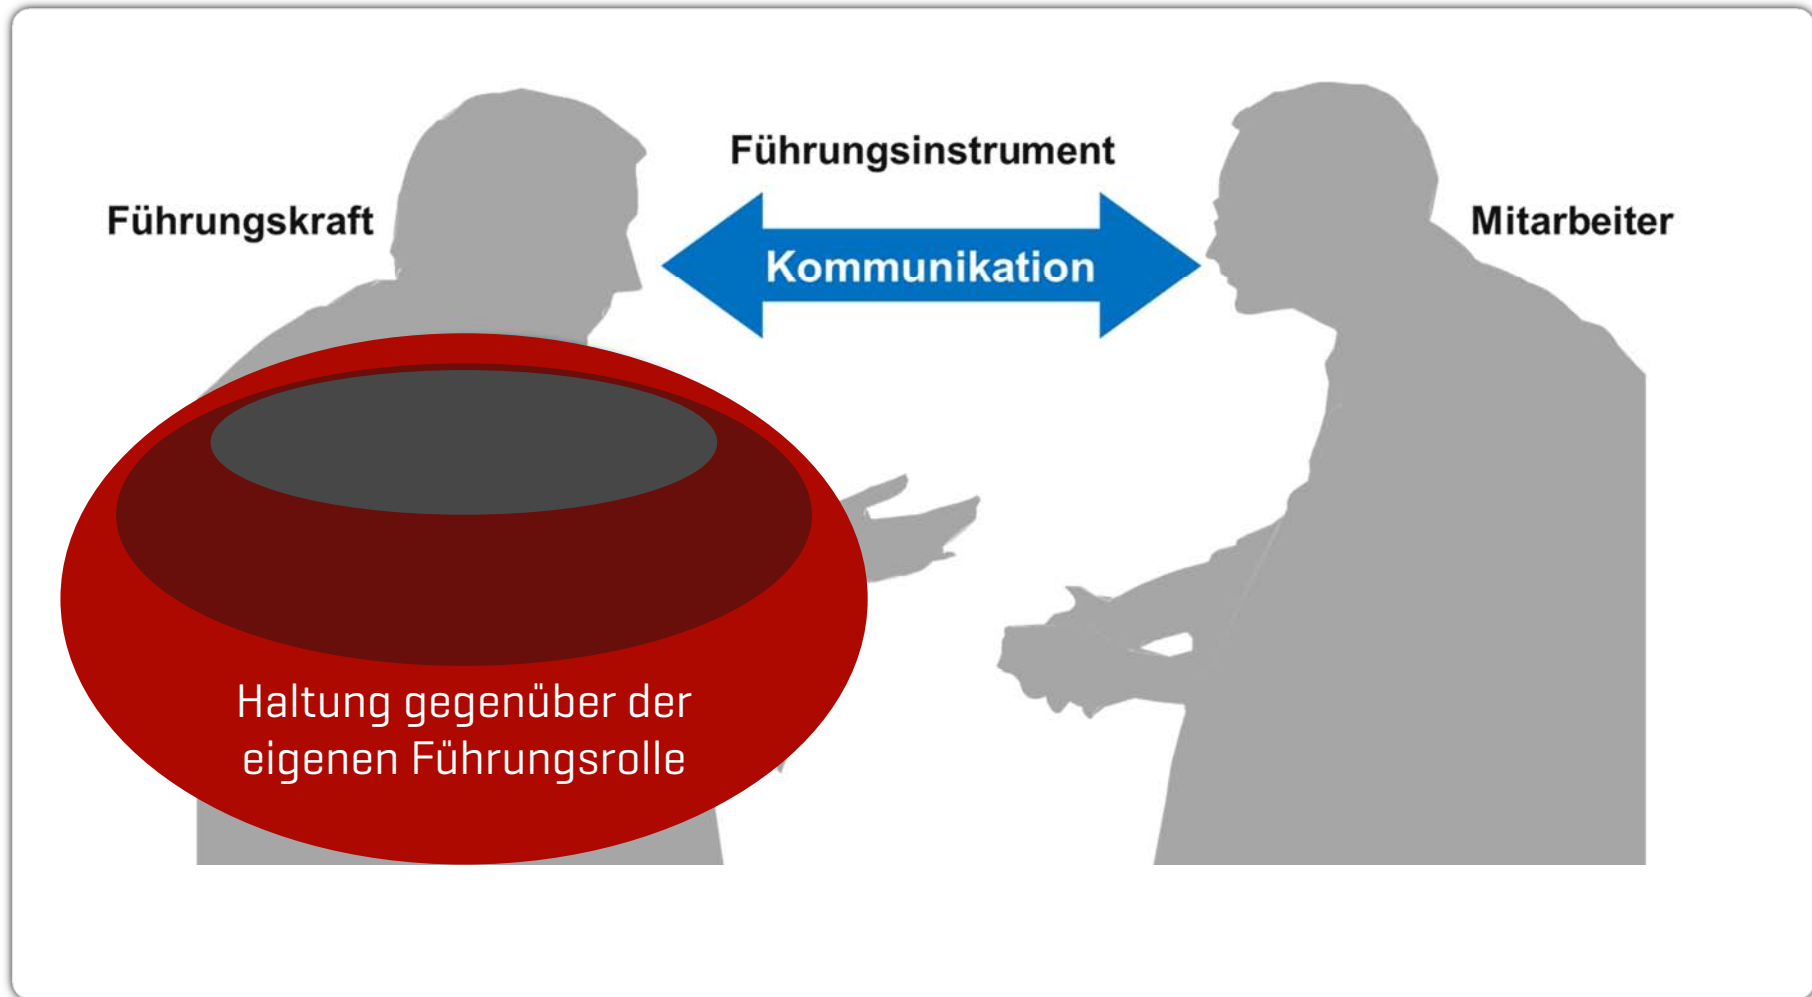 Führungsinstrument
Führungskraft
Mitarbeiter
Kommunikation
Haltung gegenüber der
eigenen Führungsrolle